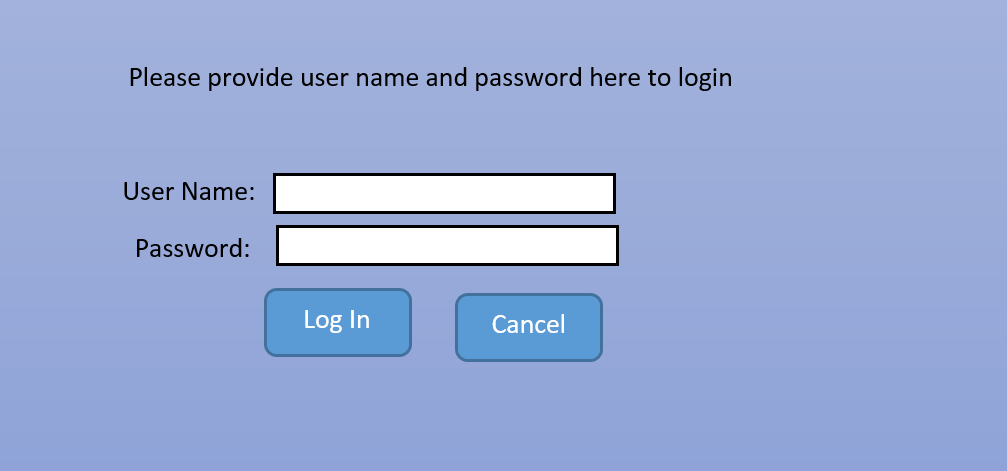 Please provide user name and password here to login
User Name:
Password:
Log In
Cancel